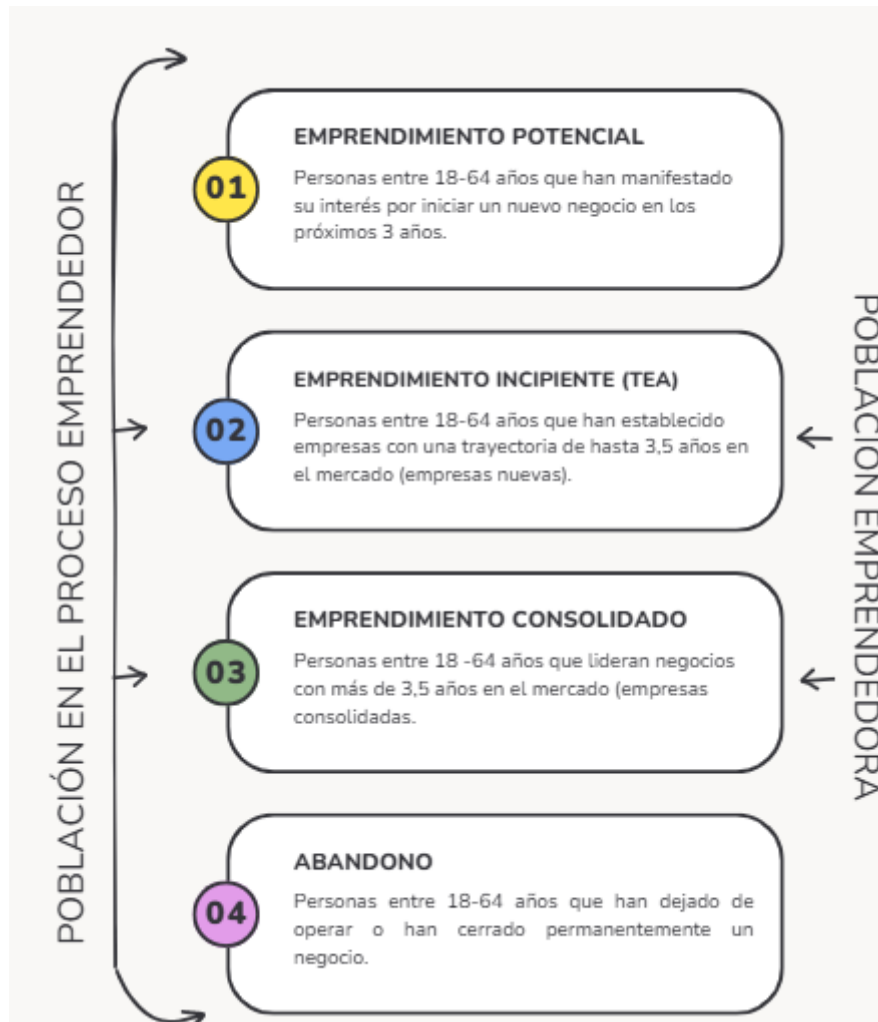 POBLACIÓN EN EL PROCESO EMPRENDEDOR
01
EMPRENDIMIENTO POTENCIAL
Personas entre 18-64 años que han manifestado
su interés por iniciar un nuevo negocio en los
próximos 3 años.
02
EMPRENDIMIENTO INCIPIENTE (TEA)
Personas entre 18-64 años que han establecido
empresas con una trayectoria de hasta 3,5 años en
el mercado (empresas nuevas).
03
EMPRENDIMIENTO CONSOLIDADO
Personas entre 18 -64 años que lideran negocios
con más de 3,5 años en el mercado (empresas
consolidadas.
04
ABANDONO
Personas entre 18-64 años que han dejado de
operar o han cerrado permanentemente un
negocio.
POBLACIÓN EMPRENDEDORA